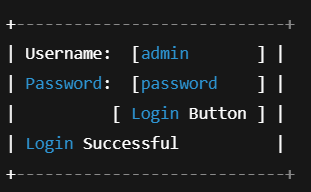 +---------------------------+
| Username:  [admin       ] |
| Password:  [password    ] |
|          [ Login Button ] |
| Login Successful          |
+---------------------------+